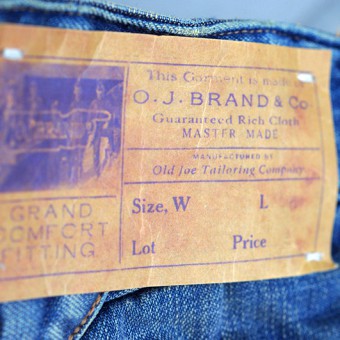 This Garment is made of
O. J. BRAND & Co
Guaranteed Rich Cloth
MASTER MADE
MANUFACTURED BY
Old Joe Tailoring Company
Size, W L
Lot Price
GRAND
COMFORT
FITTING